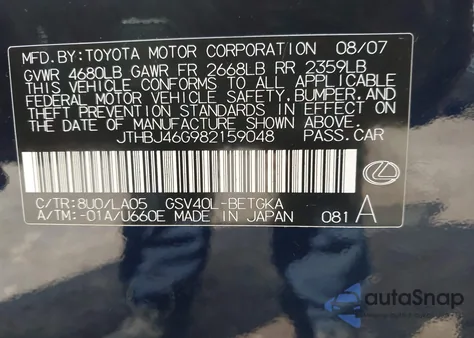 MFD.BY:TOYOTA MOTOR CORPORATION 08/07
GVWR 4680LB GAWR FR 2668LB RR 2359LB
THIS VEHICLE CONFORMS TO ALL APPLICABLE
FEDERAL MOTOR VEHICLE SAFETY,BUMPER,AND
THEFT PREVENTION STANDARDS IN EFFECT ON
THE DATE OF MANUFACTURE SHOWN ABOVE.
JTHBJ46G982159048 PASS.CAR
C/TR:8U0/LA05 GSV40L-BETGKA
A/TM:-01A/U660E MADE IN JAPAN 081A
autoSnap